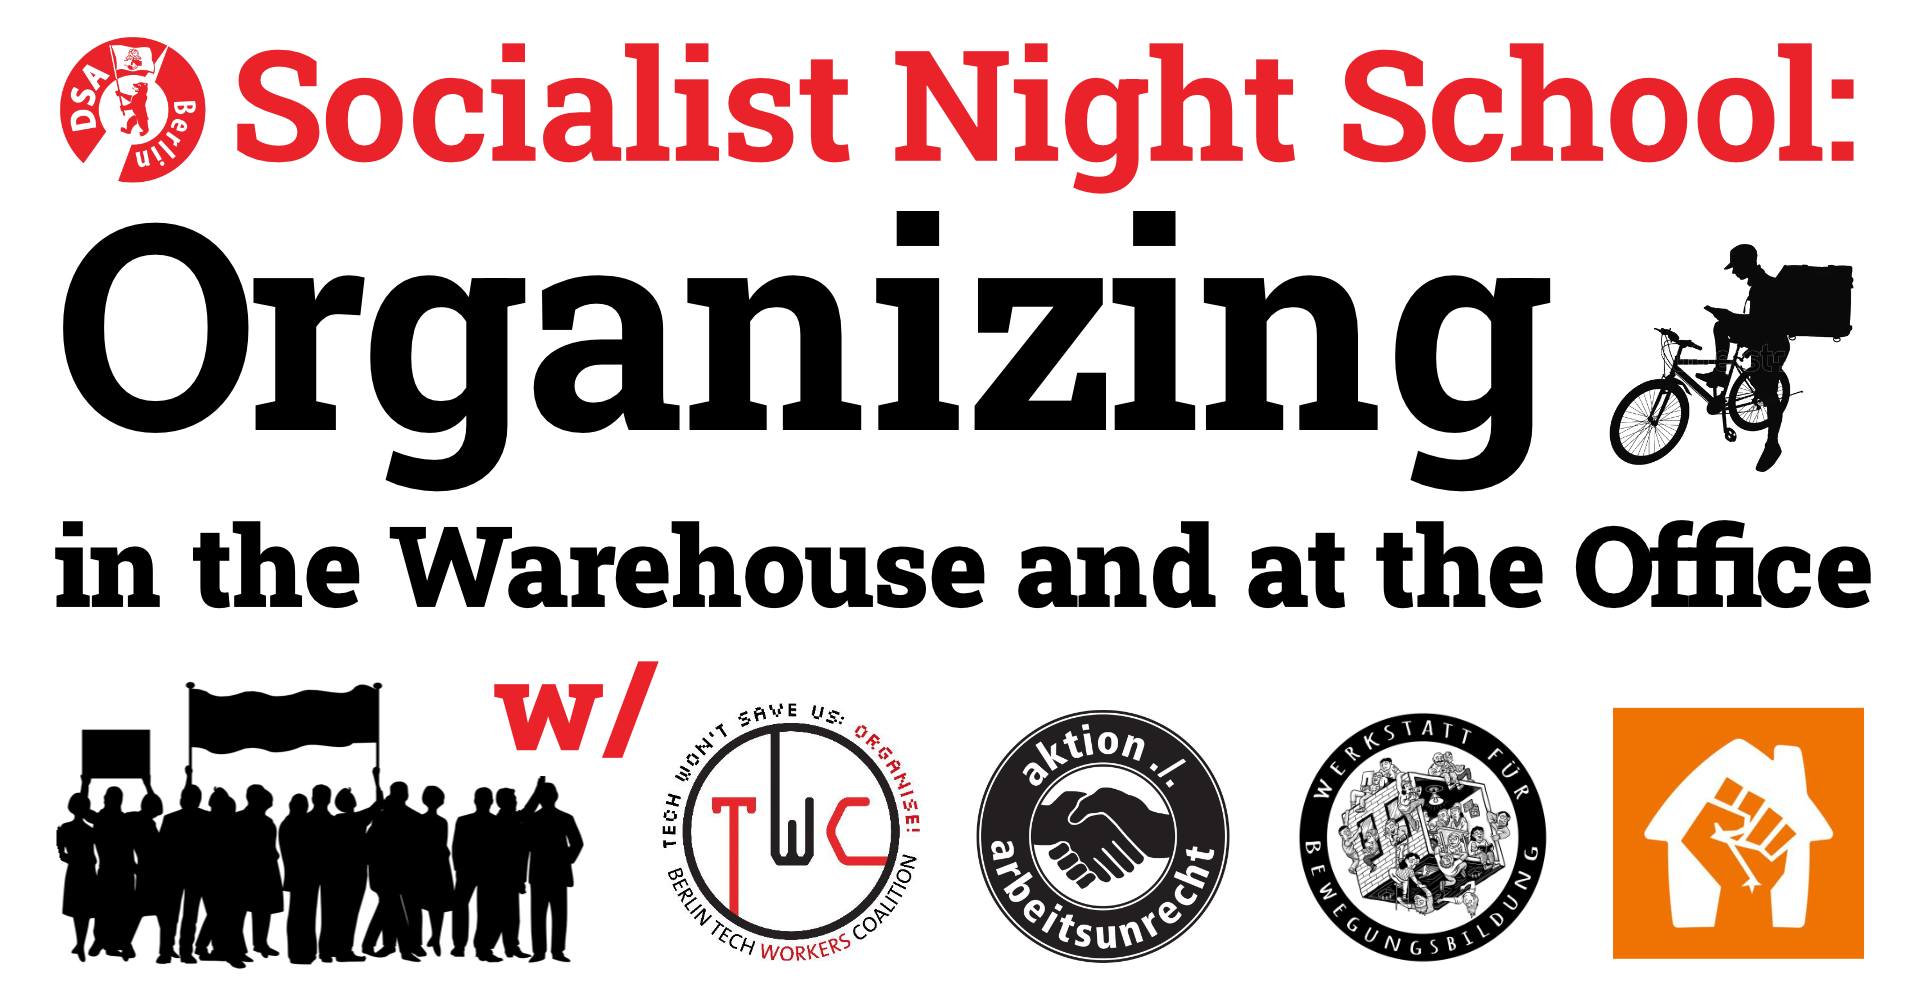 DSA Berlin
Socialist Night School:
Organizing
in the Warehouse and at the Office
w/
TECH WON'T SAVE US: ORGANISE!
TWC
BERLIN TECH WORKERS COALITION
aktion ./.
arbeitsunrecht
WERKSTATT FÜR
BEWEGUNGSBILDUNG